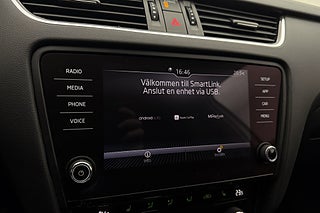 16:46
RADIO
MEDIA
PHONE
VOICE
Välkommen till SmartLink.
Anslut en enhet via USB.
SETUP
APP
CAR
MENU